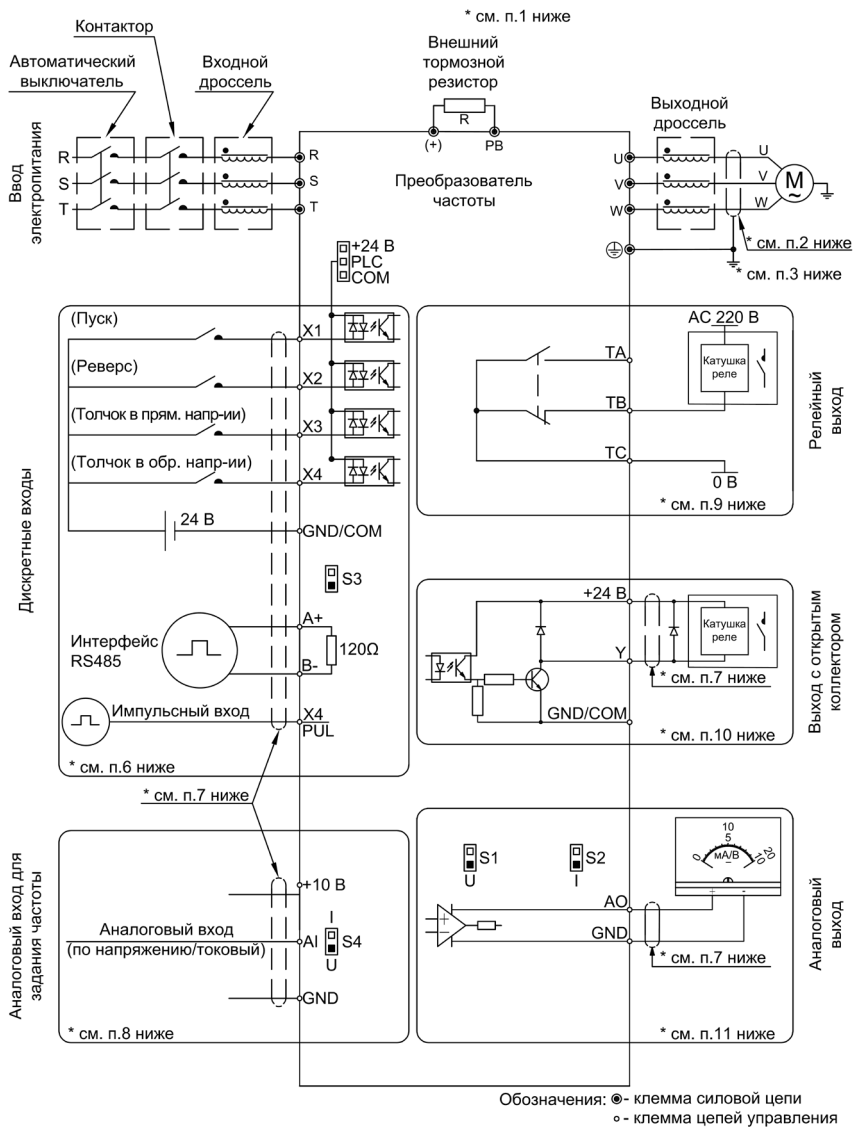 * см. п.1 ниже
Контактор
Автоматический
выключатель
Входной
дроссель
Внешний
тормозной
резистор
R
(+)
PB
Выходной
дроссель
Ввод
электропитания
R
S
T
R
S
T
Преобразователь
частоты
U
V
W
U
V
W
M
~
* см. п.2 ниже
* см. п.3 ниже
+24 В
PLC
COM
Дискретные входы
(Пуск)
X1
(Реверс)
X2
(Толчок в прям. напр-ии)
X3
(Толчок в обр. напр-ии)
X4
24 В
GND/COM
S3
A+
Интерфейс
RS485
120Ω
B-
Импульсный вход
X4
PUL
* см. п.6 ниже
* см. п.7 ниже
Релейный
выход
AC 220 В
TA
Катушка
реле
TB
TC
0 В
* см. п.9 ниже
Выход с открытым
коллектором
+24 В
Катушка
реле
Y
* см. п.7 ниже
GND/COM
* см. п.10 ниже
Аналоговый вход для
задания частоты
+10 В
Аналоговый вход
(по напряжению/токовый)
AI
I
S4
U
GND
* см. п.8 ниже
Аналоговый
выход
S1
U
S2
I
10
5
20
0
10
мА/В
+
-
AO
GND
* см. п.7 ниже
* см. п.11 ниже
Обозначения: - клемма силовой цепи
- клемма цепей управления